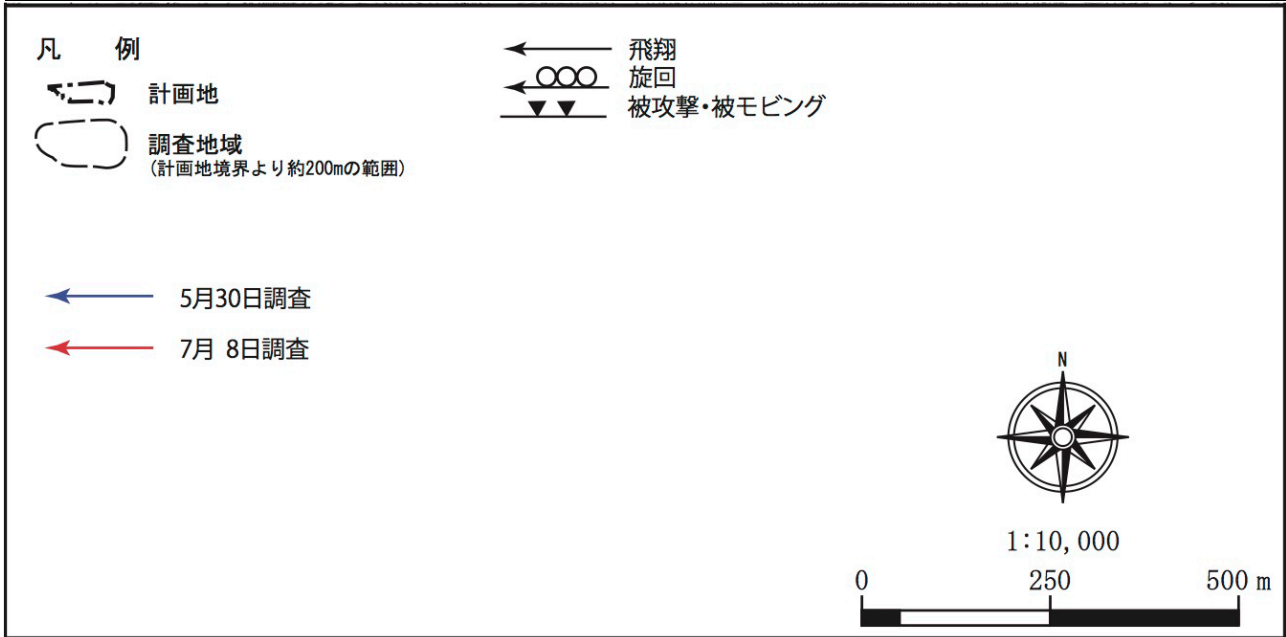 凡　例
計画地
調査地域
(計画地境界より約200mの範囲)
飛翔
旋回
被攻撃・被モビング
5月30日調査
7月 8日調査
N
1:10,000
0 250 500 m